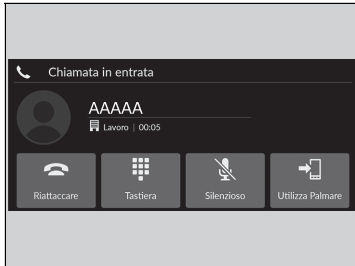 Chiamata in entrata
AAAAA
Lavoro | 00:05
Riattaccare
Tastiera
Silenzioso
Utilizza Palmare